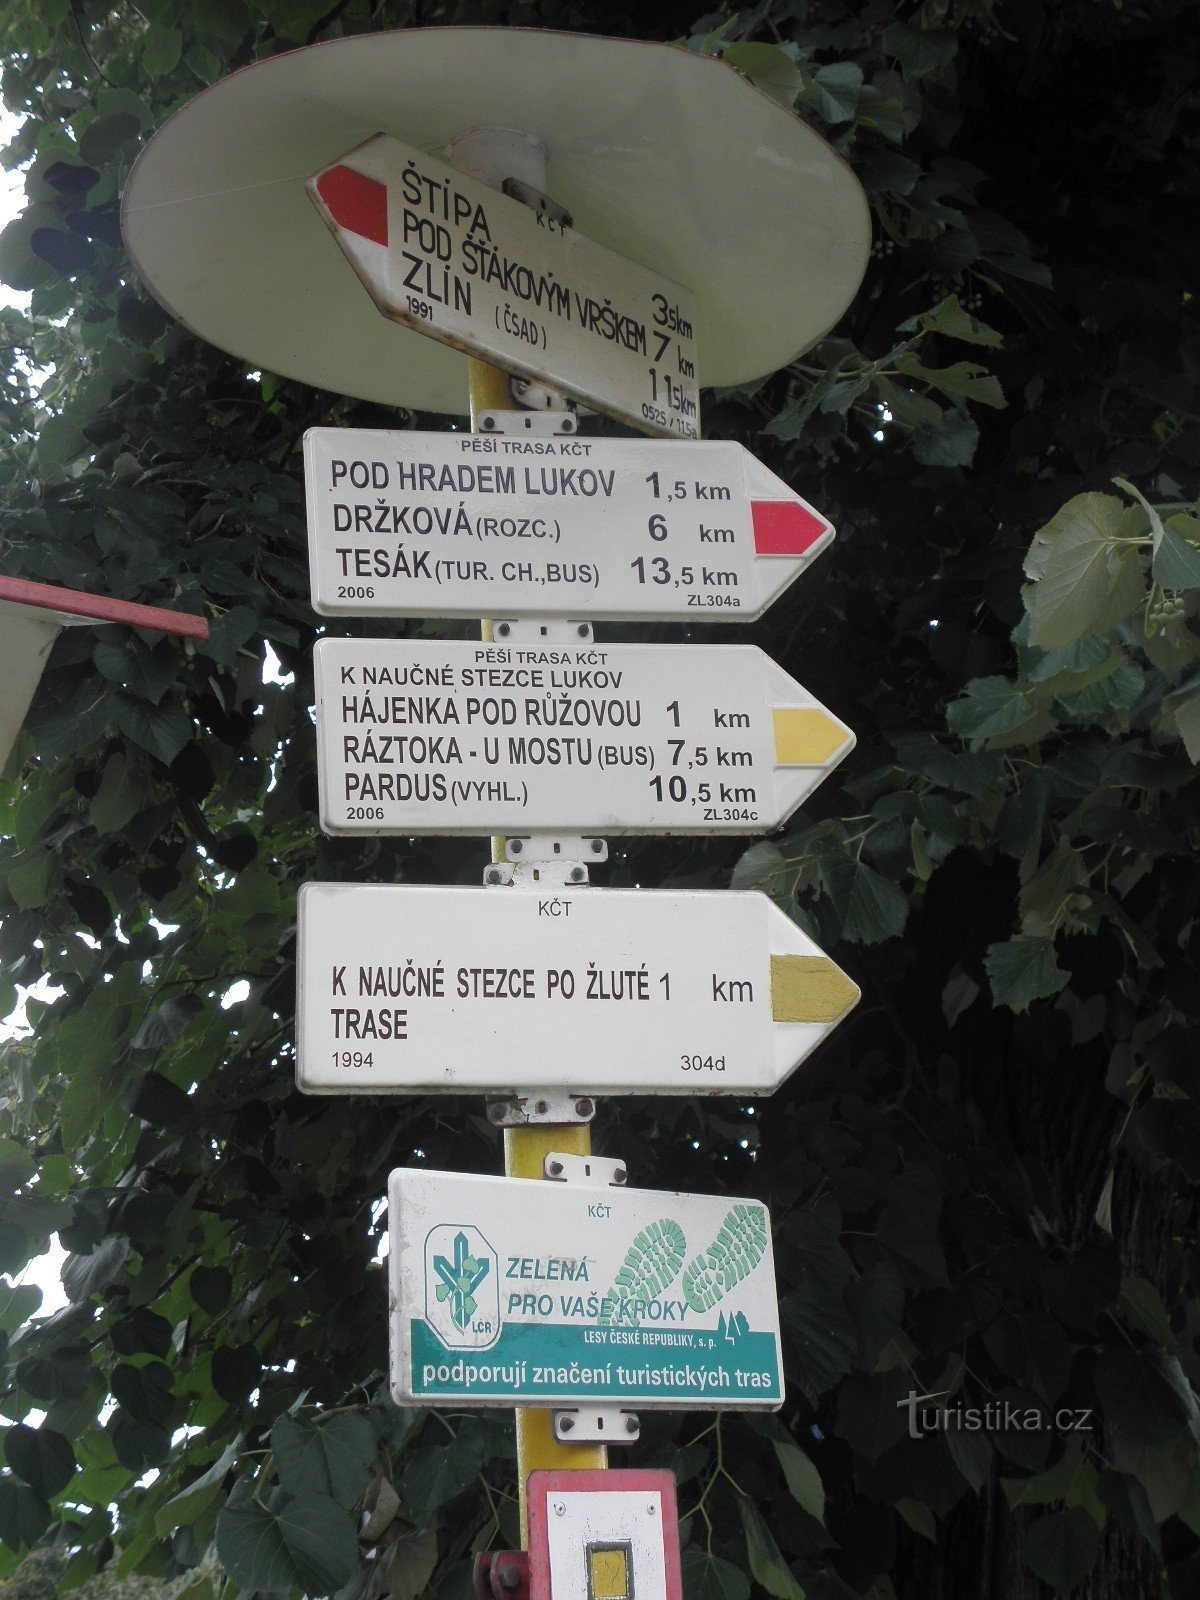 KČT
ŠTÍPA 3,5km
POD ŠŤÁKOVÝM VRŠKEM 7 km
ZLÍN (ČSAD) 11,5km
1991 0525/115a
PĚŠÍ TRASA KČT
POD HRADEM LUKOV 1,5 km
DRŽKOVÁ (ROZC.) 6 km
TESÁK (TUR. CH.,BUS) 13,5 km
2006 ZL304a
PĚŠÍ TRASA KČT
K NAUČNÉ STEZCE LUKOV
HÁJENKA POD RŮŽOVOU 1 km
RÁZTOKA - U MOSTU (BUS) 7,5 km
PARDUS (VYHL.) 10,5 km
2006 ZL304c
KČT
K NAUČNÉ STEZCE PO ŽLUTÉ 1 km
TRASE
1994 304d
KČT
ZELENÁ
PRO VAŠE KROKY
LČR
LESY ČESKÉ REPUBLIKY, s. p.
podporují značení turistických tras
Turistika.cz